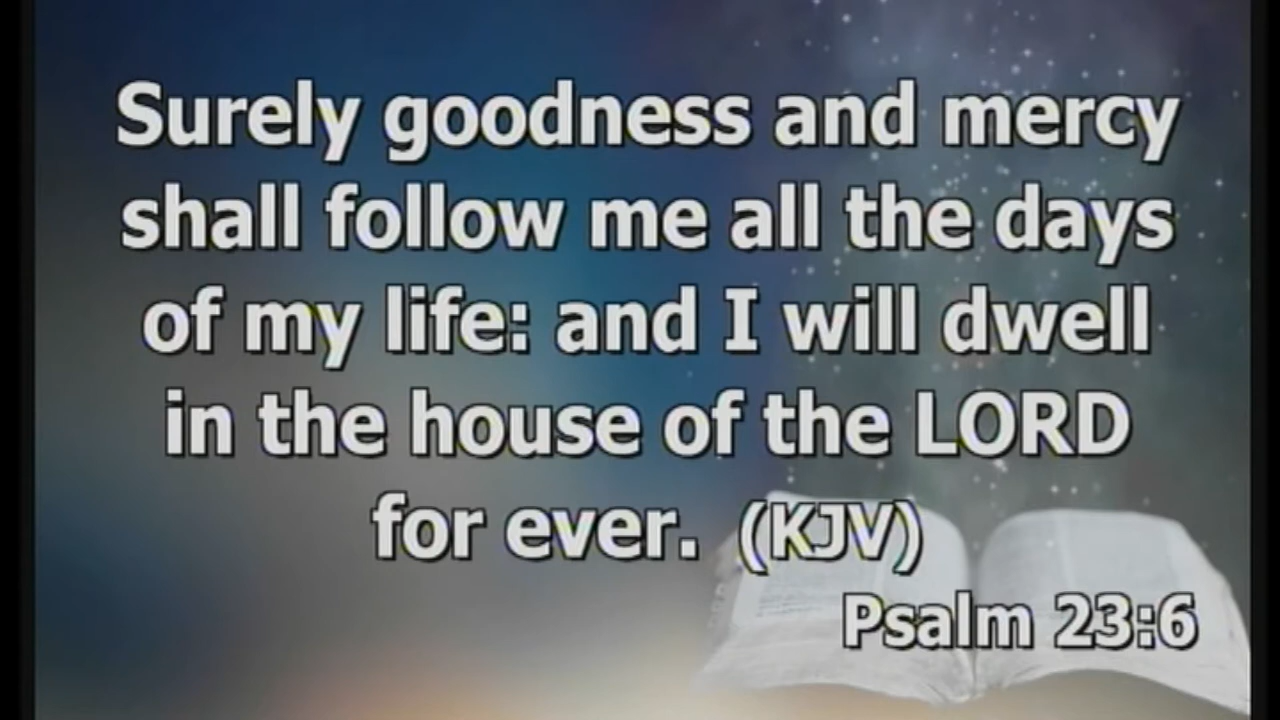 Surely goodness and mercy
shall follow me all the days
of my life: and I will dwell
in the house of the LORD
for ever. (KJV)
Psalm 23:6